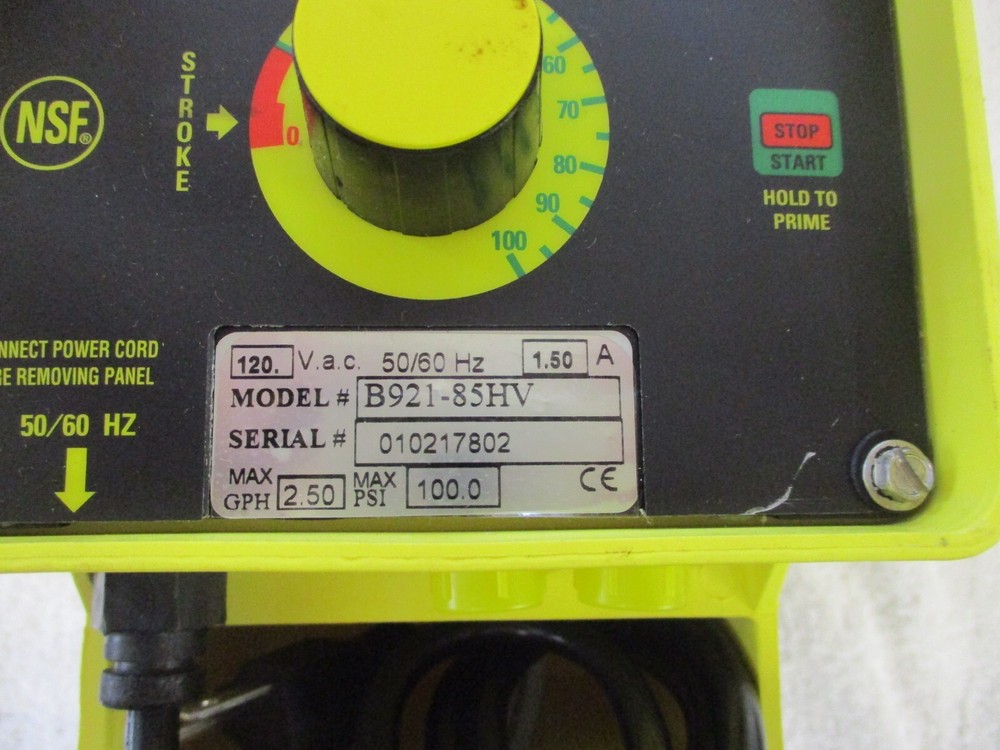 NSF®
STROKE
0
60
70
80
90
100
STOP
START
HOLD TO
PRIME
NNECT POWER CORD
RE REMOVING PANEL
50/60 HZ
120. V.a.c. 50/60 Hz 1.50 A
MODEL # B921-85HV
SERIAL # 010217802
MAX GPH 2.50 MAX PSI 100.0 CE